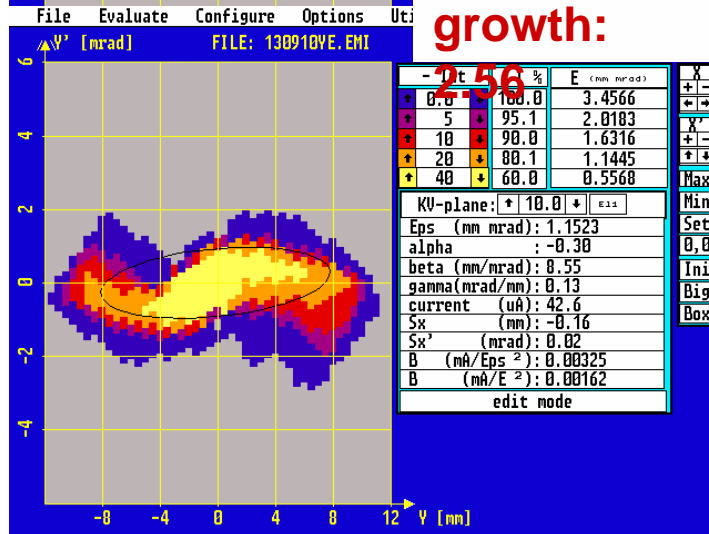 File Evaluate Configure Options Uti
growth:
2.56
Y' [mrad] FILE: 130910YE.EMI
- Int % E (mm mrad)
0.0 100.0 3.4566
5 95.1 2.0183
10 90.0 1.6316
20 80.1 1.1445
40 60.0 0.5568
KV-plane: 10.0 Eli
Eps (mm mrad): 1.1523
alpha : -0.30
beta (mm/mrad): 8.55
gamma(mrad/mm): 0.13
current (uA): 42.6
Sx (mm): -0.16
Sx' (mrad): 0.02
B (mA/Eps ²): 0.00325
B (mA/E ²): 0.00162
edit mode
X
+ -
X'
+ -
Max
Min
Set
0,0
Ini
Big
Box
6
4
2
0
-2
-4
-8 -4 0 4 8 12 Y [mm]